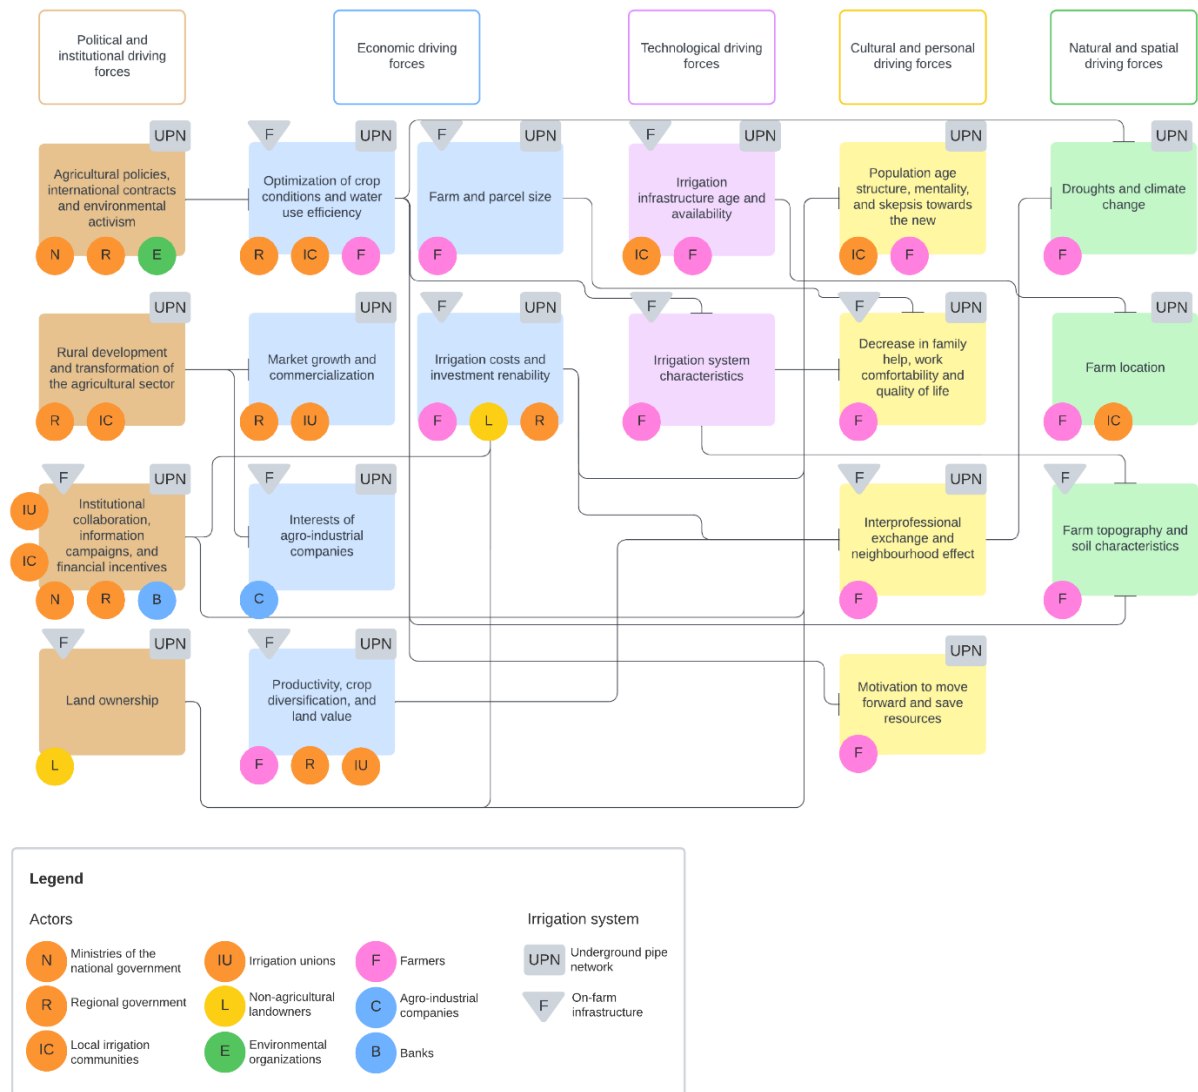 Political and
institutional driving
forces
Economic driving
forces
Technological driving
forces
Cultural and personal
driving forces
Natural and spatial
driving forces
UPN
Agricultural policies,
international contracts
and environmental
activism
N
R
E
F
UPN
Optimization of crop
conditions and water
use efficiency
R
IC
F
F
UPN
Farm and parcel size
F
F
UPN
Irrigation
infrastructure age and
availability
IC
F
UPN
Population age
structure, mentality,
and skepsis towards
the new
IC
F
UPN
Droughts and climate
change
F
UPN
Rural development
and transformation of
the agricultural sector
R
IC
UPN
Market growth and
commercialization
R
IU
F
UPN
Irrigation costs and
investment renability
F
L
R
F
Irrigation system
characteristics
F
F
UPN
Decrease in family
help, work
comfortability and
quality of life
F
UPN
Farm location
F
IC
F
UPN
IU
IC
Institutional
collaboration,
information
campaigns, and
financial incentives
N
R
B
F
UPN
Interests of
agro-industrial
companies
C
F
UPN
Interprofessional
exchange and
neighbourhood effect
F
F
Farm topography and
soil characteristics
F
F
UPN
Land ownership
L
F
UPN
Productivity, crop
diversification, and
land value
F
R
IU
UPN
Motivation to move
forward and save
resources
F
Legend
Actors
N
Ministries of the
national government
R
Regional government
IC
Local irrigation
communities
IU
Irrigation unions
L
Non-agricultural
landowners
E
Environmental
organizations
F
Farmers
C
Agro-industrial
companies
B
Banks
Irrigation system
UPN
Underground pipe
network
F
On-farm
infrastructure